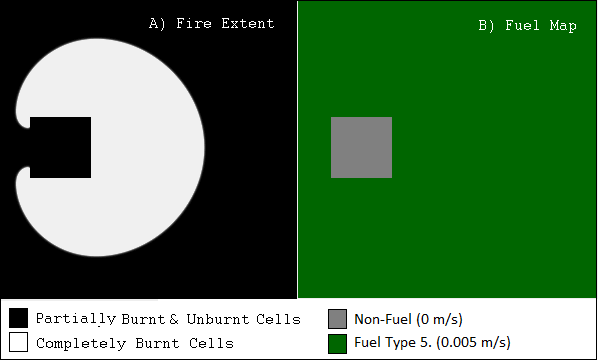 A) Fire Extent
B) Fuel Map
Partially Burnt & Unburnt Cells
Non-Fuel (0 m/s)
Completely Burnt Cells
Fuel Type 5. (0.005 m/s)